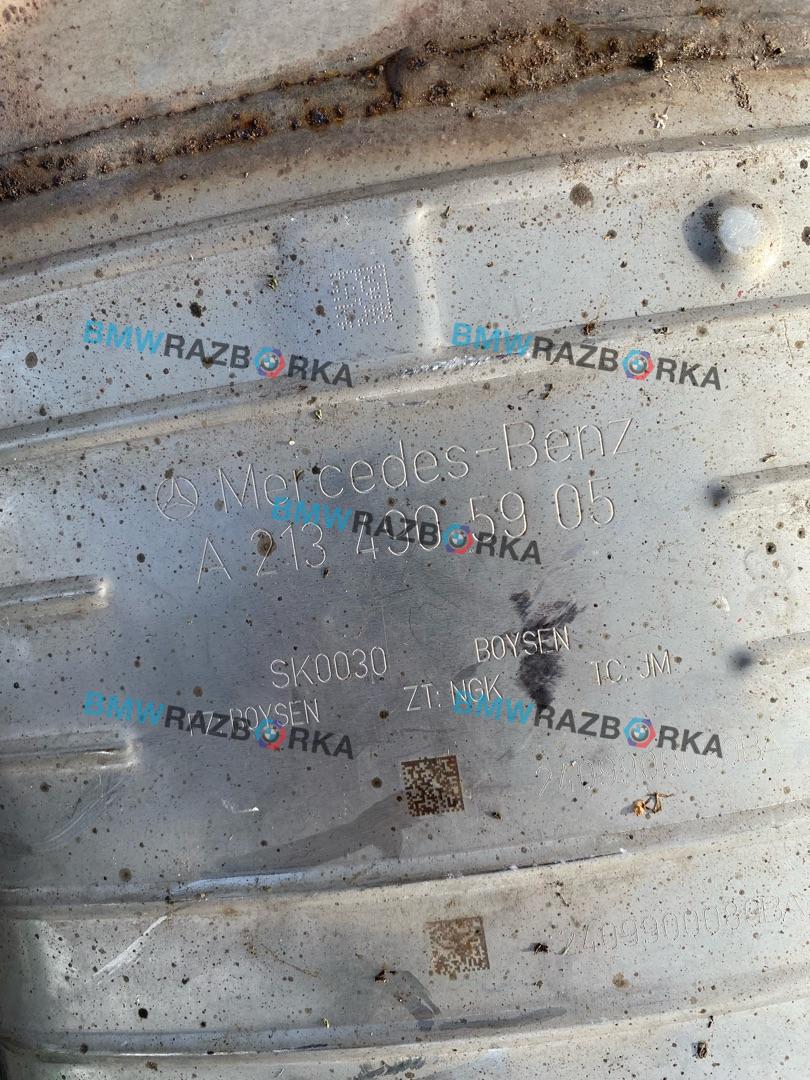 BMWRAZBORKA BMWRAZBORKA
Mercedes-Benz
BMWRAZBORKA
A 213 490 59 05
SK0030 BOYSEN
BOYSEN ZT: NGK TC: JM
BMWRAZBORKA BMWRAZBORKA